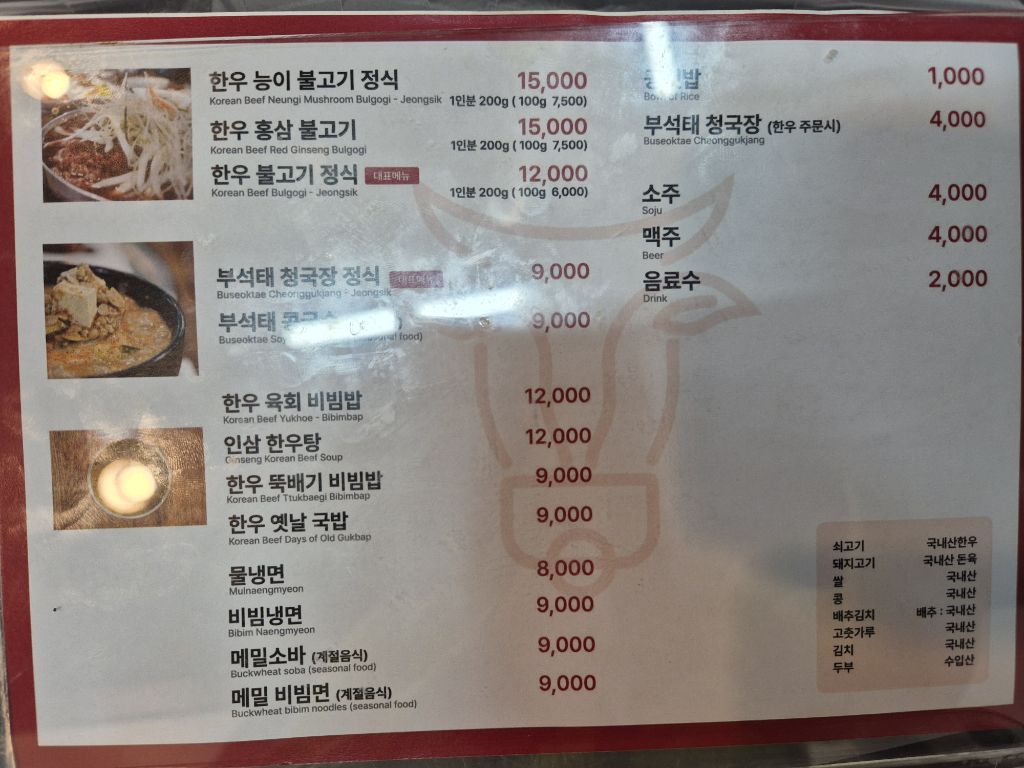 한우 능이 불고기 정식 15,000
Korean Beef Neungi Mushroom Bulgogi - Jeongsik 1인분 200g ( 100g 7,500)
한우 홍삼 불고기 15,000
Korean Beef Red Ginseng Bulgogi 1인분 200g ( 100g 7,500)
한우 불고기 정식 대표메뉴 12,000
Korean Beef Bulgogi - Jeongsik 1인분 200g ( 100g 6,000)
부석태 청국장 정식 대표메뉴 9,000
Buseoktae Cheonggukjang - Jeongsik
부석태 콩국수 9,000
Buseoktae food)
한우 육회 비빔밥 12,000
Korean Beef Yukhoe - Bibimbap
인삼 한우탕 12,000
Ginseng Korean Beef Soup
한우 뚝배기 비빔밥 9,000
Korean Beef Ttukbaegi Bibimbap
한우 옛날 국밥 9,000
Korean Beef Days of Old Gukbap
물냉면 8,000
Mulnaengmyeon
비빔냉면 9,000
Bibim Naengmyeon
메밀소바 (계절음식) 9,000
Buckwheat soba (seasonal food)
메밀 비빔면 (계절음식) 9,000
Buckwheat bibim noodles (seasonal food)
1,000
Bowl of Rice
부석태 청국장 (한우 주문시) 4,000
Buseoktae Cheonggukjang
소주 4,000
Soju
맥주 4,000
Beer
음료수 2,000
Drink
쇠고기 국내산한우
돼지고기 국내산 돈육
쌀 국내산
콩 국내산
배추김치 배추 : 국내산
고춧가루 국내산
김치 국내산
두부 수입산